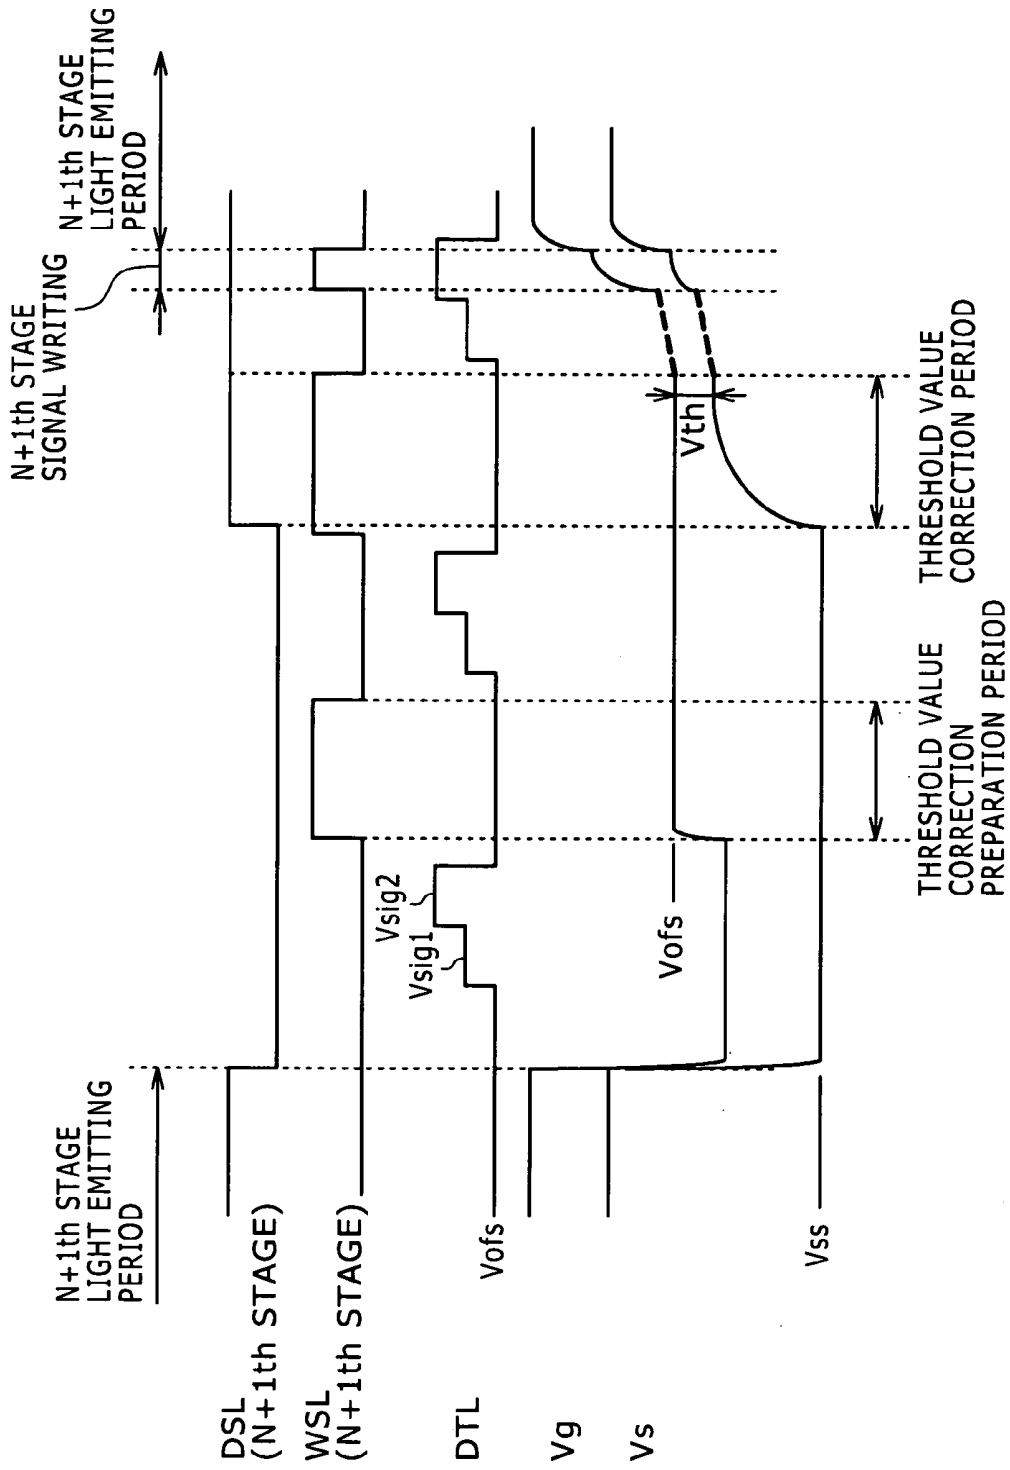 N+1th STAGE
LIGHT EMITTING
PERIOD
N+1th STAGE
SIGNAL WRITING
N+1th STAGE
LIGHT EMITTING
PERIOD
DSL
(N+1th STAGE)
WSL
(N+1th STAGE)
DTL
Vofs
Vsig1
Vsig2
Vg
Vs
Vofs
Vth
Vss
THRESHOLD VALUE
CORRECTION
PREPARATION PERIOD
THRESHOLD VALUE
CORRECTION PERIOD